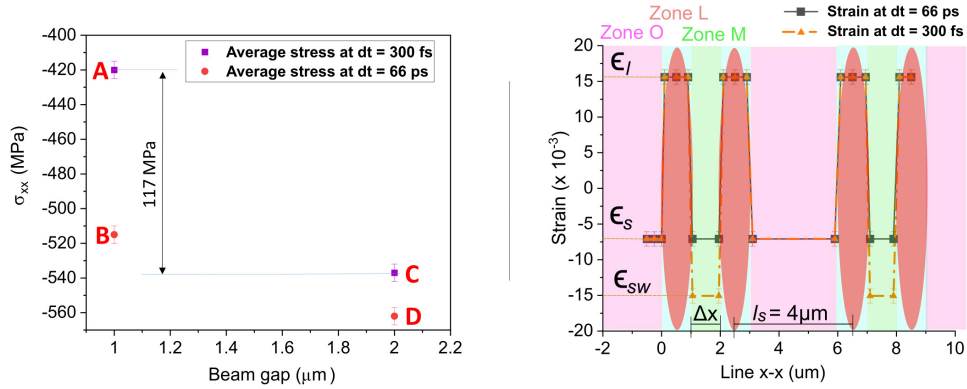 -400
-420
-440
-460
-480
-500
-520
-540
-560
σxx (MPa)
Average stress at dt = 300 fs
Average stress at dt = 66 ps
A
B
C
D
117 MPa
1
1.2
1.4
1.6
1.8
2
2.2
Beam gap (μm)
Zone L
Zone O
Zone M
Strain at dt = 66 ps
Strain at dt = 300 fs
20
15
10
5
0
-5
-10
-15
-20
Strain (x 10⁻³)
ϵl
ϵs
ϵsw
Δx
ls = 4μm
-2
0
2
4
6
8
10
Line x-x (um)